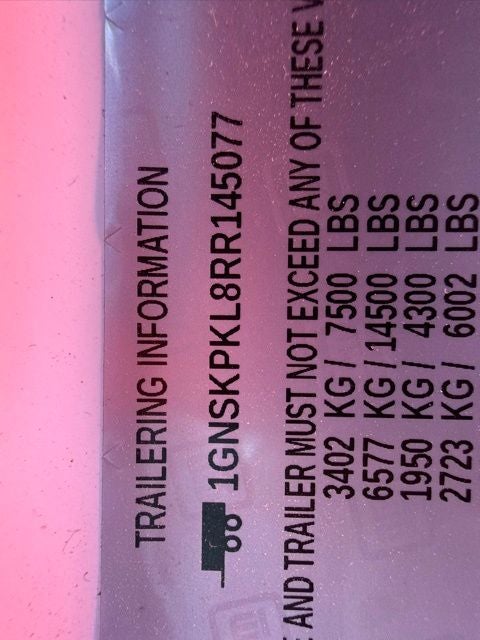 TRAILERING INFORMATION
1GNSKPKL8RR145077
AND TRAILER MUST NOT EXCEED ANY OF THESE
3402 KG / 7500 LBS
6577 KG / 14500 LBS
1950 KG / 4300 LBS
2723 KG / 6002 LBS